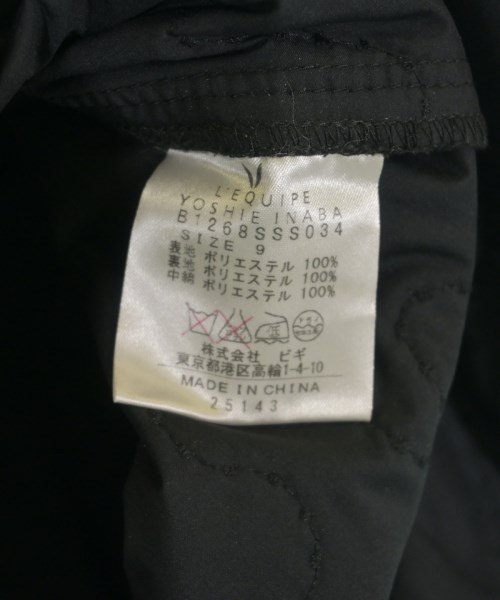 L'EQUIPE
YOSHIE INABA
B1268SSS034
SIZE 9
表地 ポリエステル 100%
裏地 ポリエステル 100%
中綿 ポリエステル 100%
株式会社 ビギ
東京都港区高輪1-4-10
MADE IN CHINA
25143